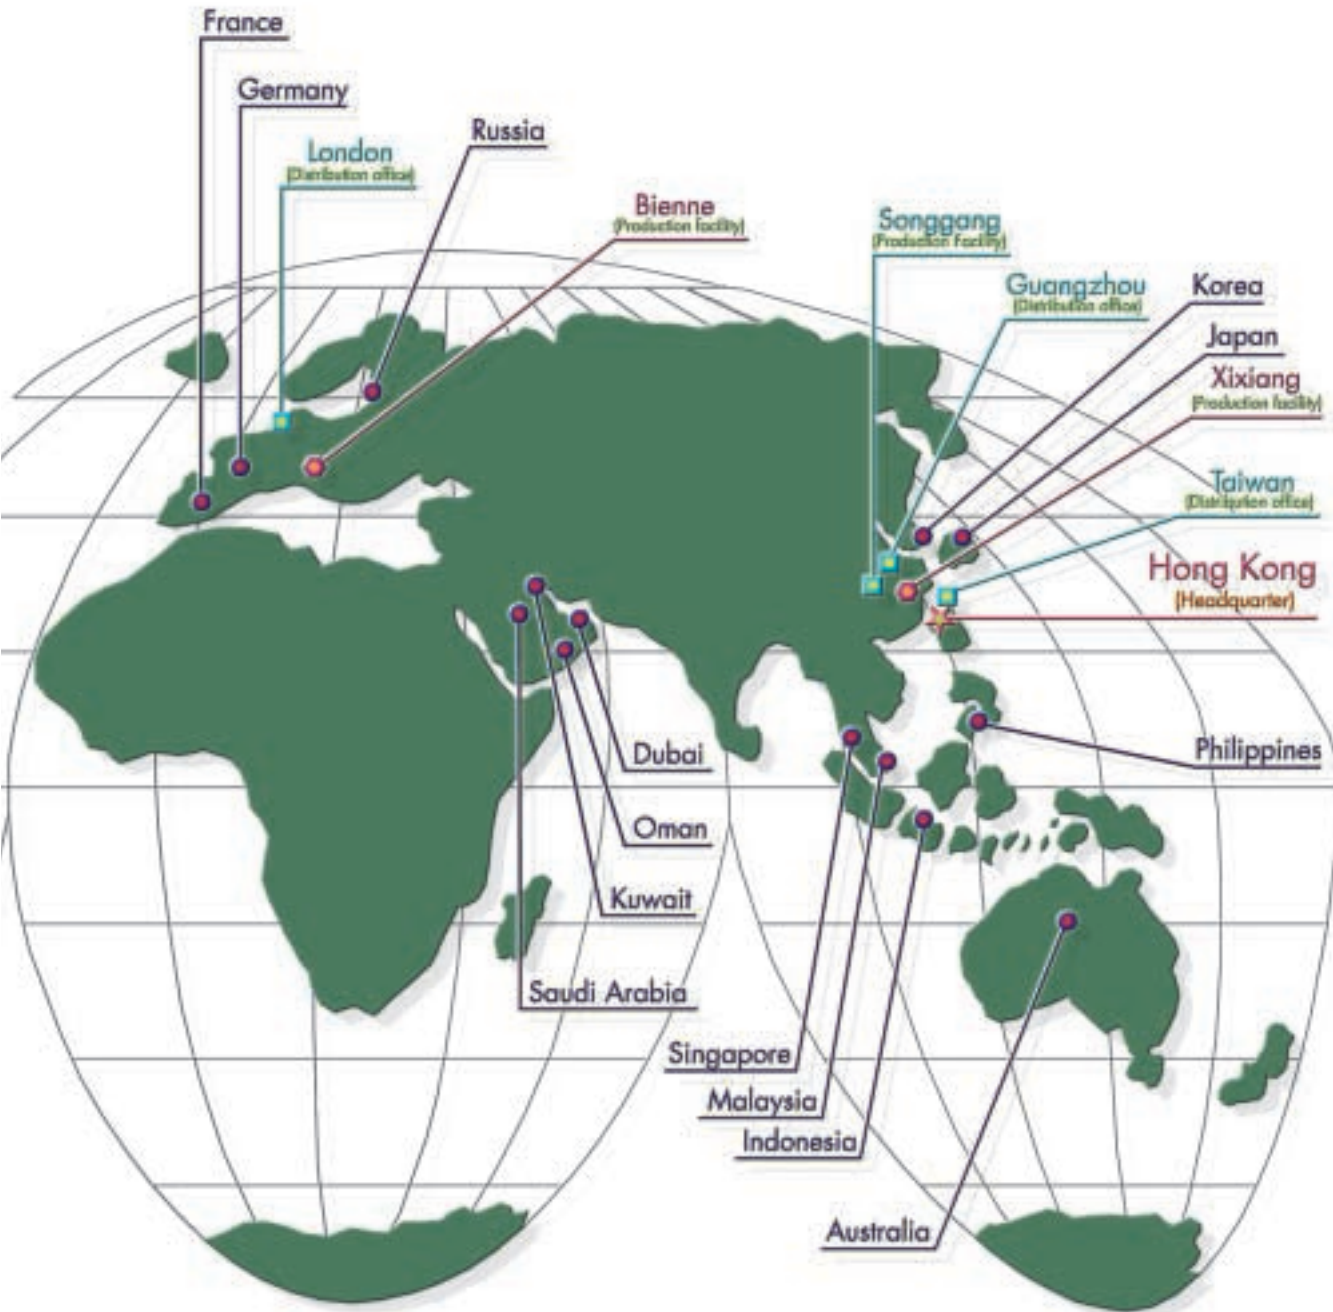 France
Germany
Russia
London
(Distribution office)
Bienne
(Production facility)
Songgang
(Production Facility)
Guangzhou
(Distribution office)
Korea
Japan
Xixiang
(Production facility)
Taiwan
(Distribution office)
Hong Kong
(Headquarter)
Philippines
Dubai
Oman
Kuwait
Saudi Arabia
Singapore
Malaysia
Indonesia
Australia